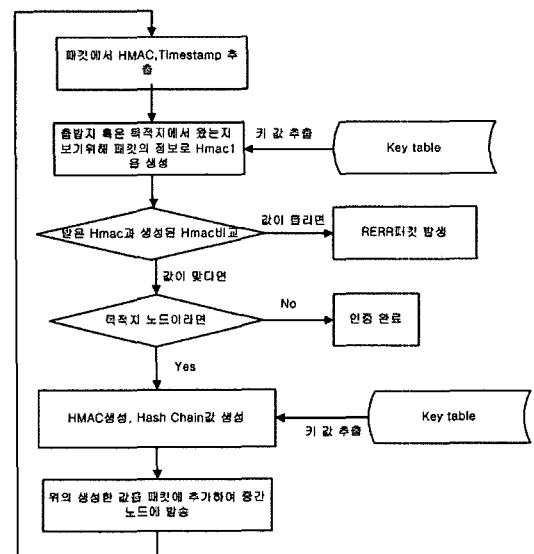 패킷에서 HMAC,Timestamp 추
출
출발지 혹은 목적지에서 왔는지
보기위해 패킷의 정보로 Hmac1
을 생성
키 값 추출
Key table
받은 Hmac과 생성된 Hmac비교
값이 틀리면
RERR패킷 발생
값이 맞다면
목적지 노드이라면
No
인증 완료
Yes
HMAC생성, Hash Chain값 생성
키 값 추출
Key table
위의 생성한 값을 패킷에 추가하여 중간
노드에 발송